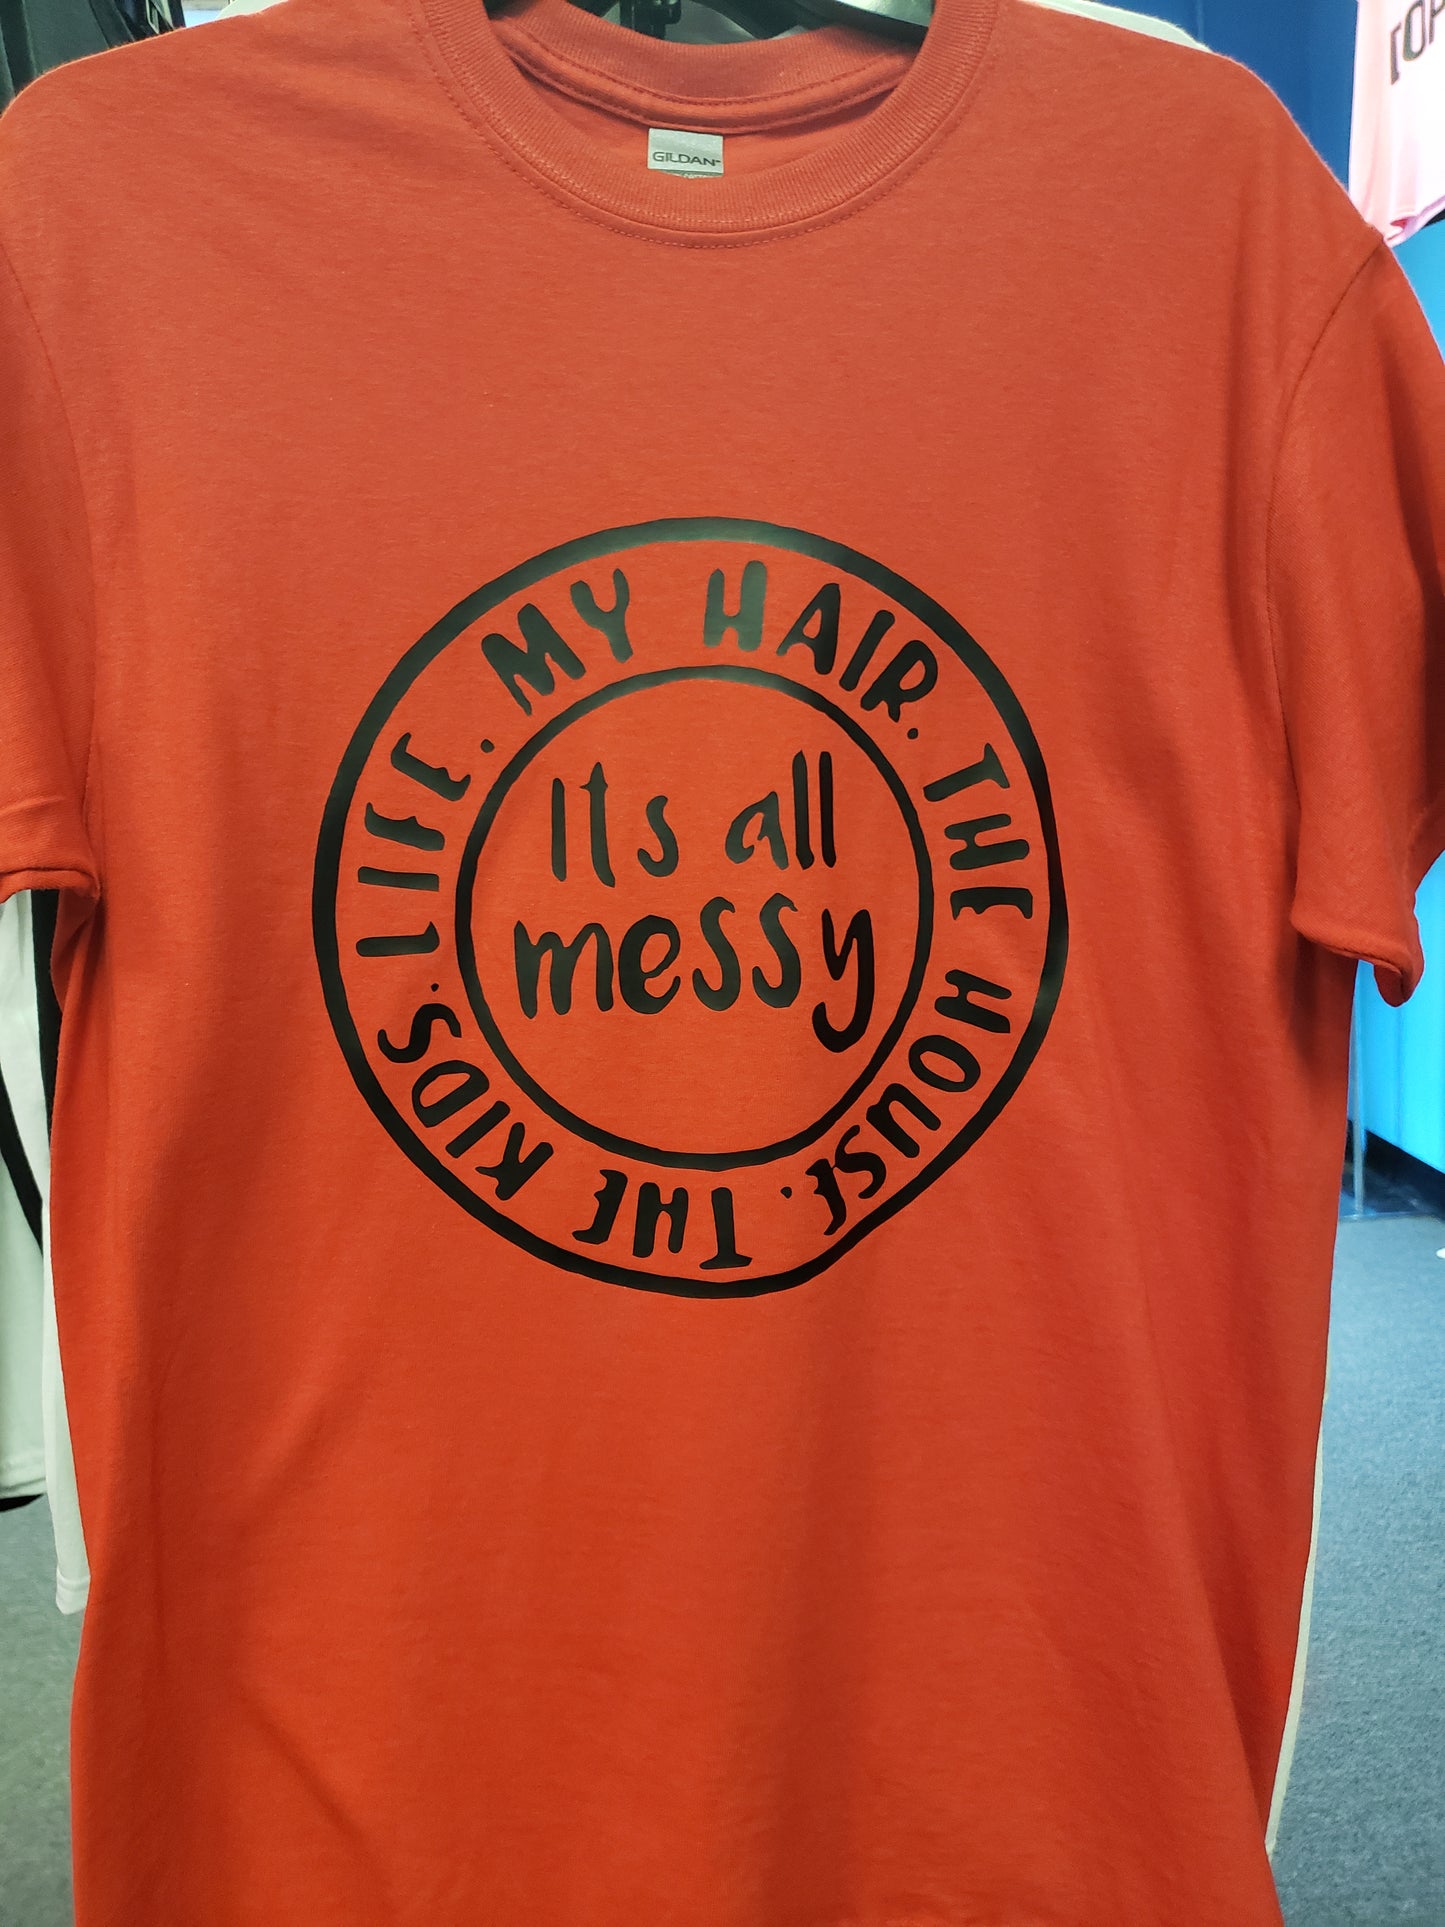 GILDAN
LIFE. MY HAIR. THE HOUSE. THE KIDS.
Its all
messy